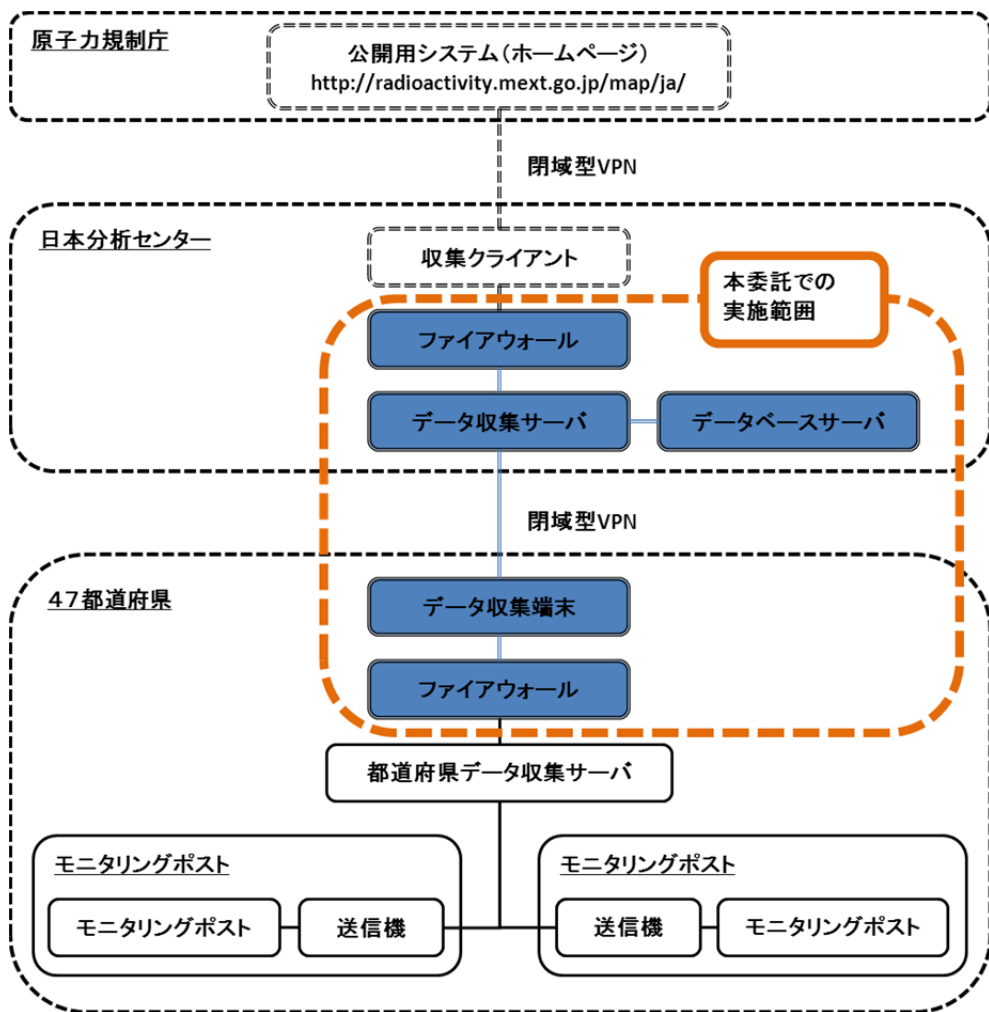 原子力規制庁
公開用システム(ホームページ)
http://radioactivity.mext.go.jp/map/ja/
閉域型VPN
日本分析センター
収集クライアント
本委託での
実施範囲
ファイアウォール
データ収集サーバ
データベースサーバ
閉域型VPN
47都道府県
データ収集端末
ファイアウォール
都道府県データ収集サーバ
モニタリングポスト
モニタリングポスト
送信機
モニタリングポスト
送信機
モニタリングポスト